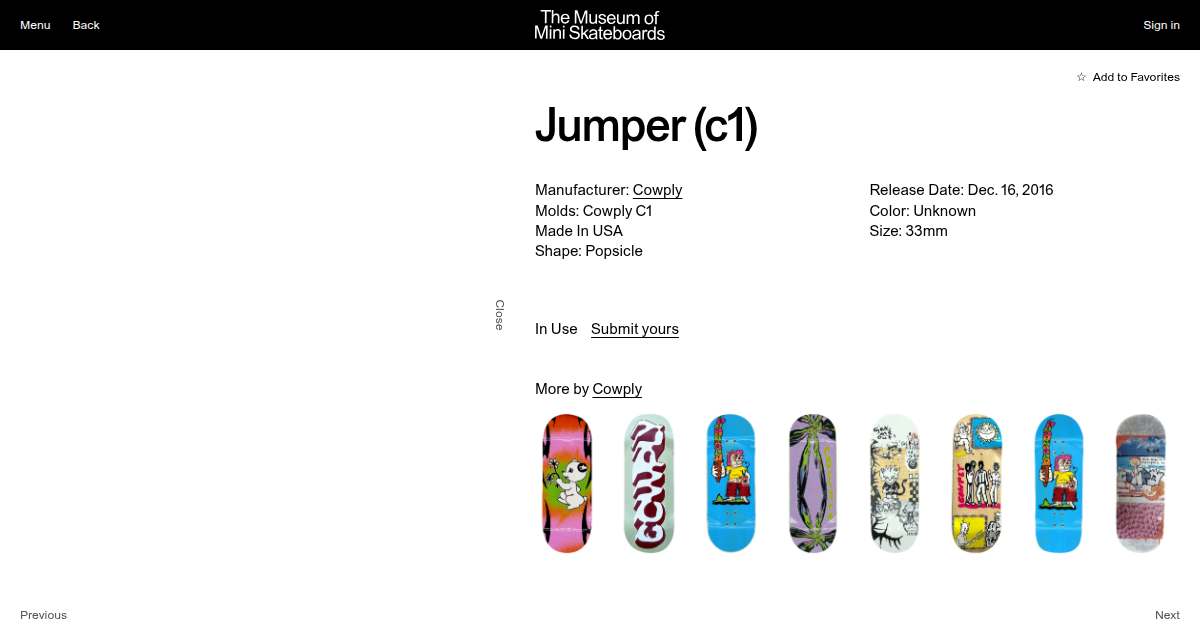 Menu
Back
The Museum of
Mini Skateboards
Sign in
☆ Add to Favorites
Jumper (c1)
Manufacturer: Cowply
Molds: Cowply C1
Made In USA
Shape: Popsicle
Release Date: Dec. 16, 2016
Color: Unknown
Size: 33mm
Close
In Use
Submit yours
More by Cowply
Previous
Next